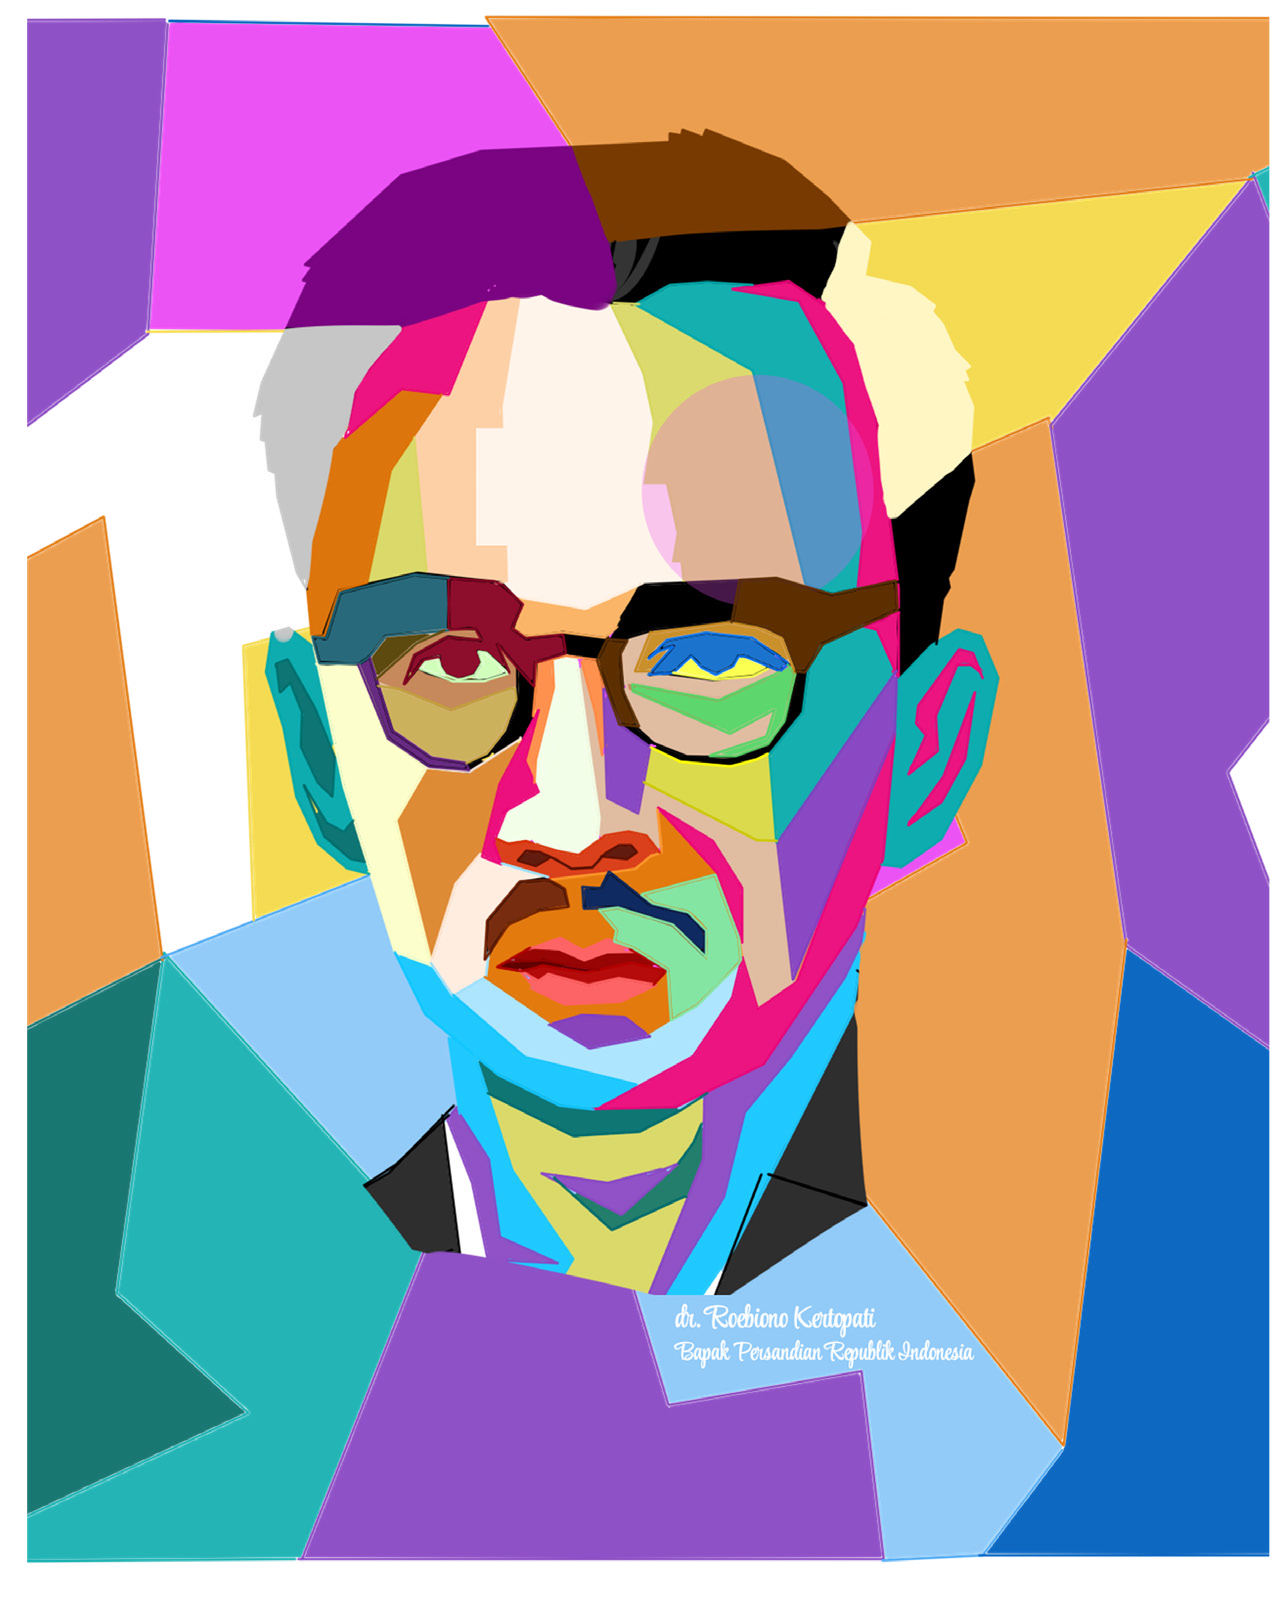 dr. Roebiono Kertopati
Bapak Persandian Republik Indonesia